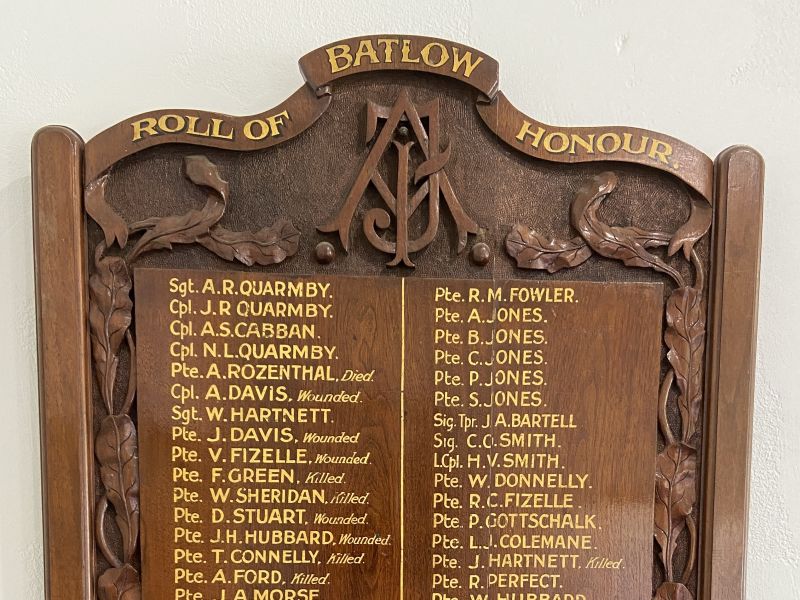 BATLOW
ROLL OF HONOUR.
Sgt. A.R. QUARMBY.
Cpl. J.R QUARMBY.
Cpl. A.S. CABBAN.
Cpl. N.L. QUARMBY.
Pte. A. ROZENTHAL, Died.
Cpl. A. DAVIS, Wounded.
Sgt. W. HARTNETT.
Pte. J. DAVIS, Wounded
Pte. V. FIZELLE, Wounded.
Pte. F. GREEN, Killed.
Pte. W. SHERIDAN, Killed.
Pte. D. STUART, Wounded.
Pte. J.H. HUBBARD, Wounded.
Pte. T. CONNELLY, Killed.
Pte. A. FORD, Killed.
Pte. J.A. MORSE
Pte. R.M. FOWLER.
Pte. A. JONES.
Pte. B. JONES.
Pte. C. JONES.
Pte. P. JONES.
Pte. S. JONES.
Sig. Tpr. J A. BARTELL
Sig. C.O. SMITH.
L.Cpl. H.V. SMITH.
Pte. W. DONNELLY.
Pte. R.C. FIZELLE.
Pte. P. GOTTSCHALK.
Pte. L.J. COLEMANE.
Pte. J. HARTNETT, Killed.
Pte. R. PERFECT.
Pte. W. HUBBARD